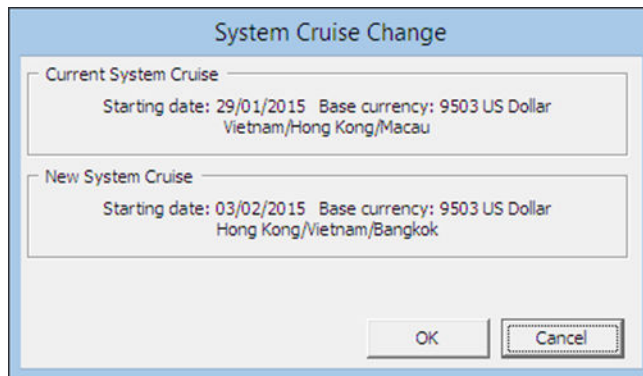 System Cruise Change
Current System Cruise
Starting date: 29/01/2015 Base currency: 9503 US Dollar
Vietnam/Hong Kong/Macau
New System Cruise
Starting date: 03/02/2015 Base currency: 9503 US Dollar
Hong Kong/Vietnam/Bangkok
OK Cancel